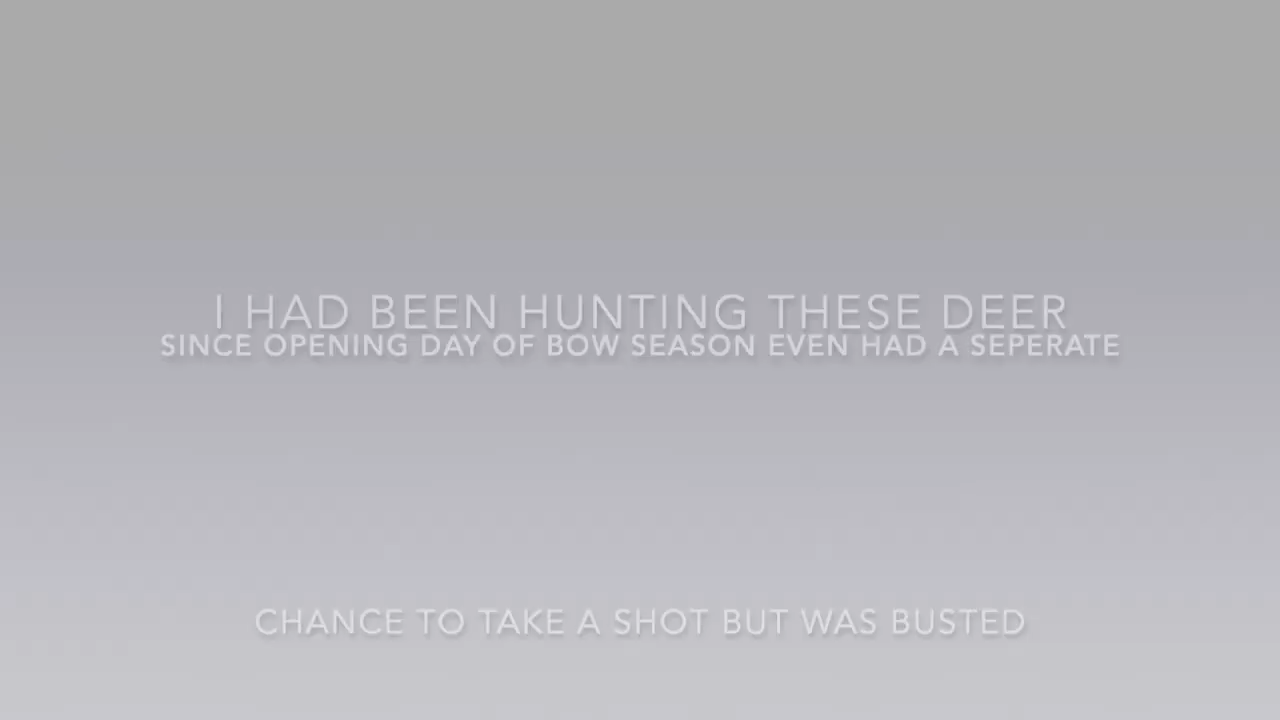 I HAD BEEN HUNTING THESE DEER
SINCE OPENING DAY OF BOW SEASON EVEN HAD A SEPERATE
CHANCE TO TAKE A SHOT BUT WAS BUSTED